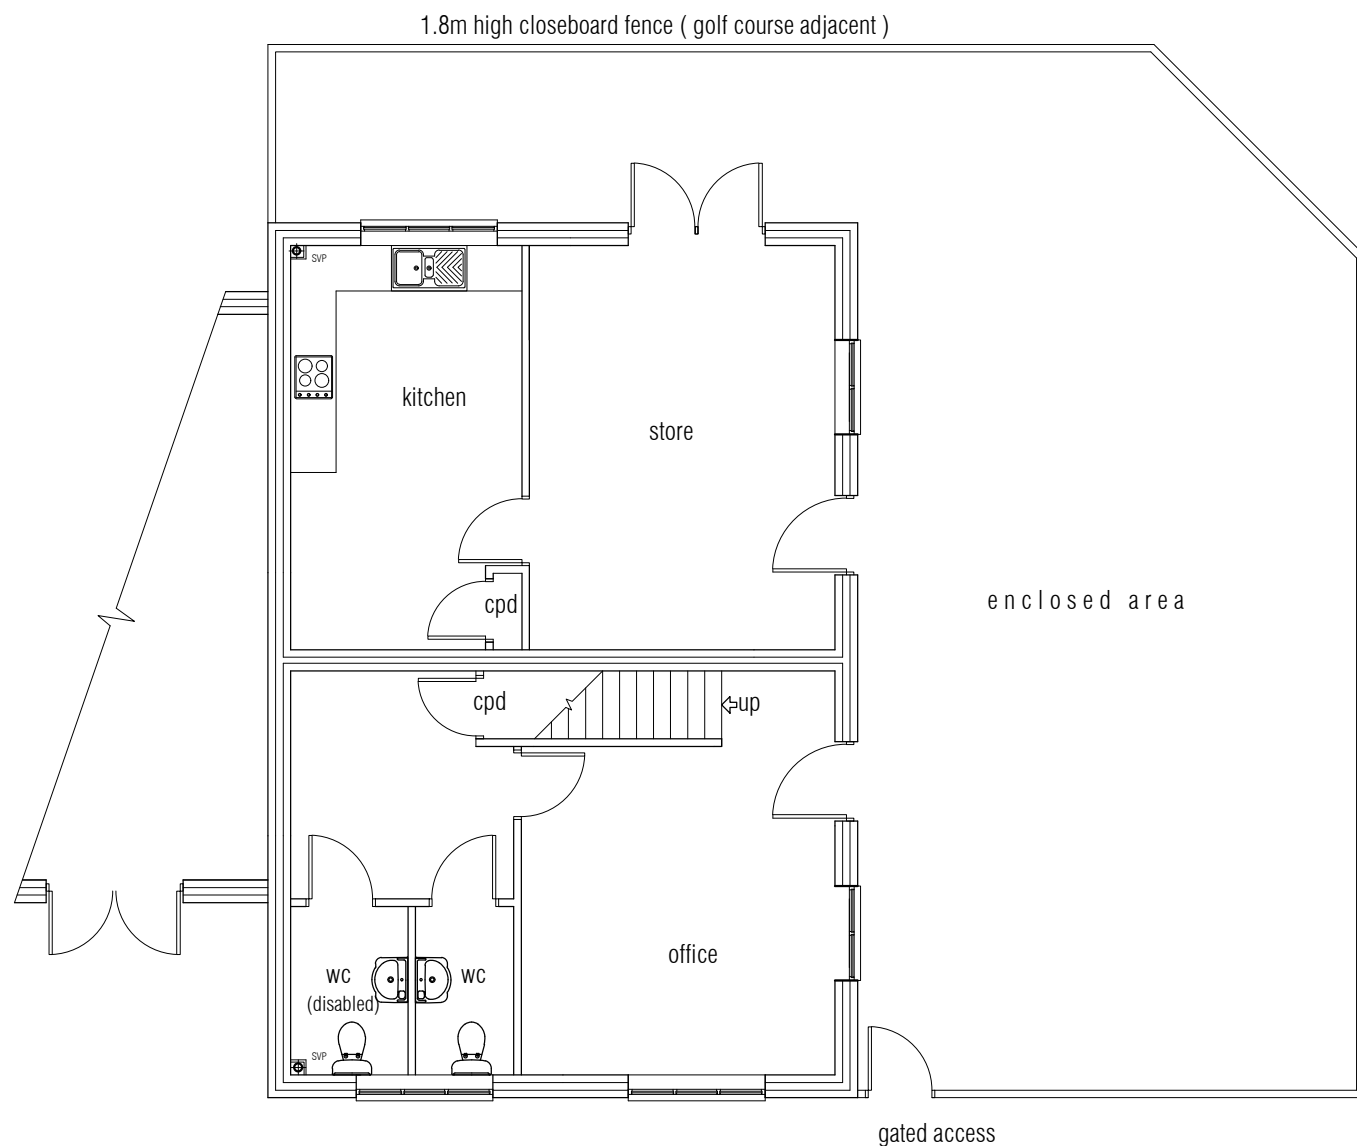 1.8m high closeboard fence ( golf course adjacent )
SVP
kitchen
store
enclosed area
cpd
cpd
up
office
wc
(disabled)
wc
SVP
gated access